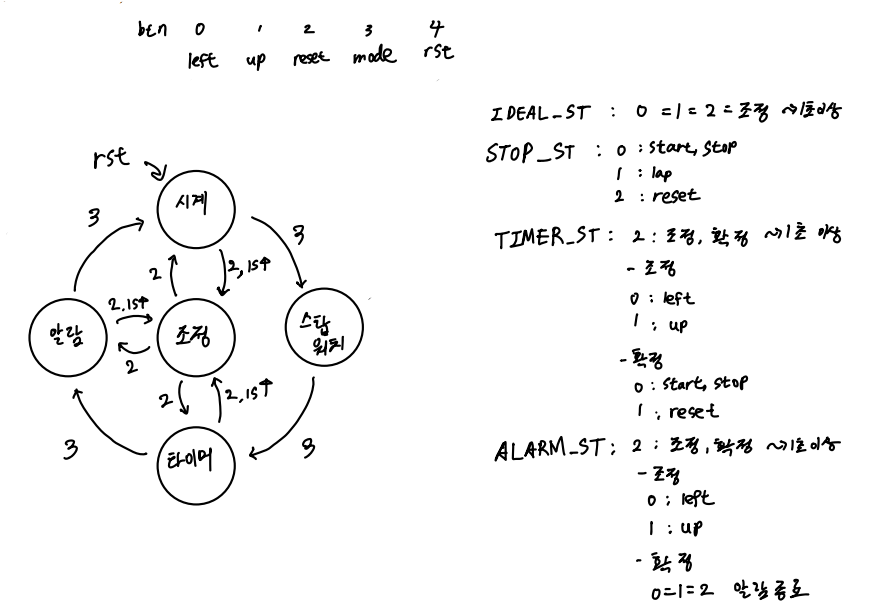 btn 0 1 2 3 4
left up reset mode rst
IDEAL_ST : 0 = 1 = 2 = 조정 ~>1초이상
STOP_ST : 0 : start, stop
1 : lap
2 : reset
TIMER_ST : 2 : 조정, 확정 ~>1초 이상
- 조정
0 : left
1 : up
- 확정
0 : start, stop
1 : reset
ALARM_ST : 2 : 조정, 확정 ~>1초이상
- 조정
0 : left
1 : up
- 확정
0=1=2 알람종료
rst
시계
3
3
2
2, 1s↑
알람
2, 1s↑
조정
스탑
워치
2
2
2, 1s↑
3
타이머
3